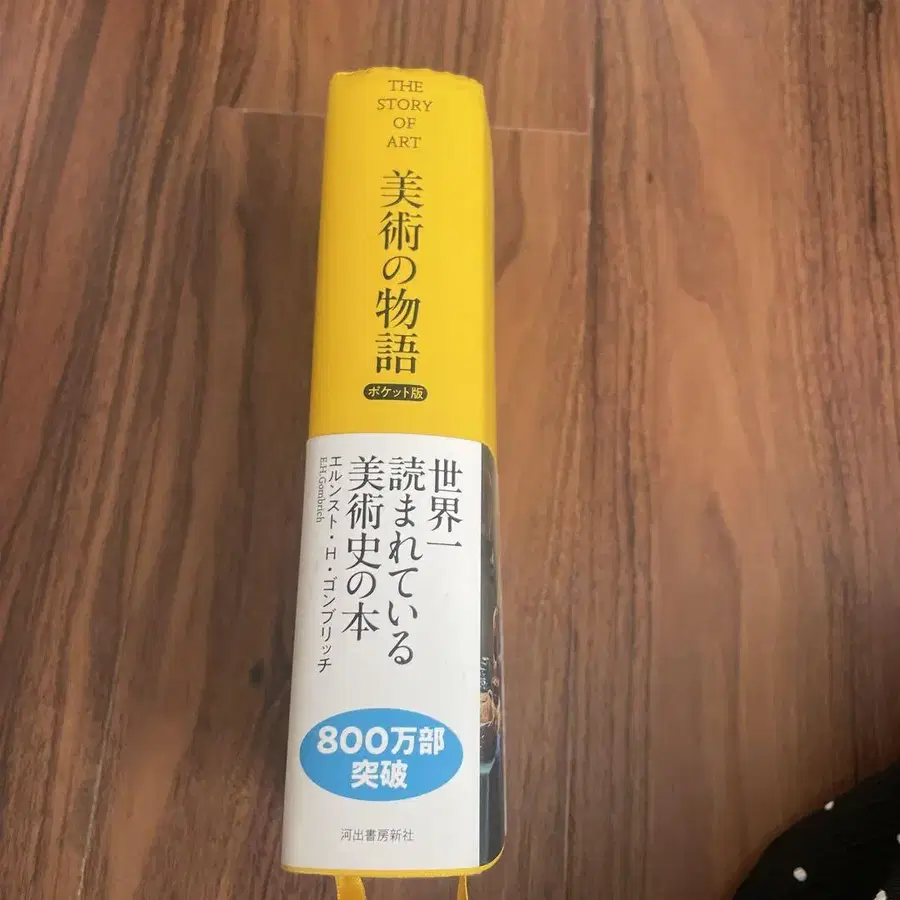 THE
STORY
OF
ART
美術の物語
ポケット版
世界一
読まれている
美術史の本
エルンスト・H・ゴンブリッチ
E.H.Gombrich
800万部
突破
河出書房新社